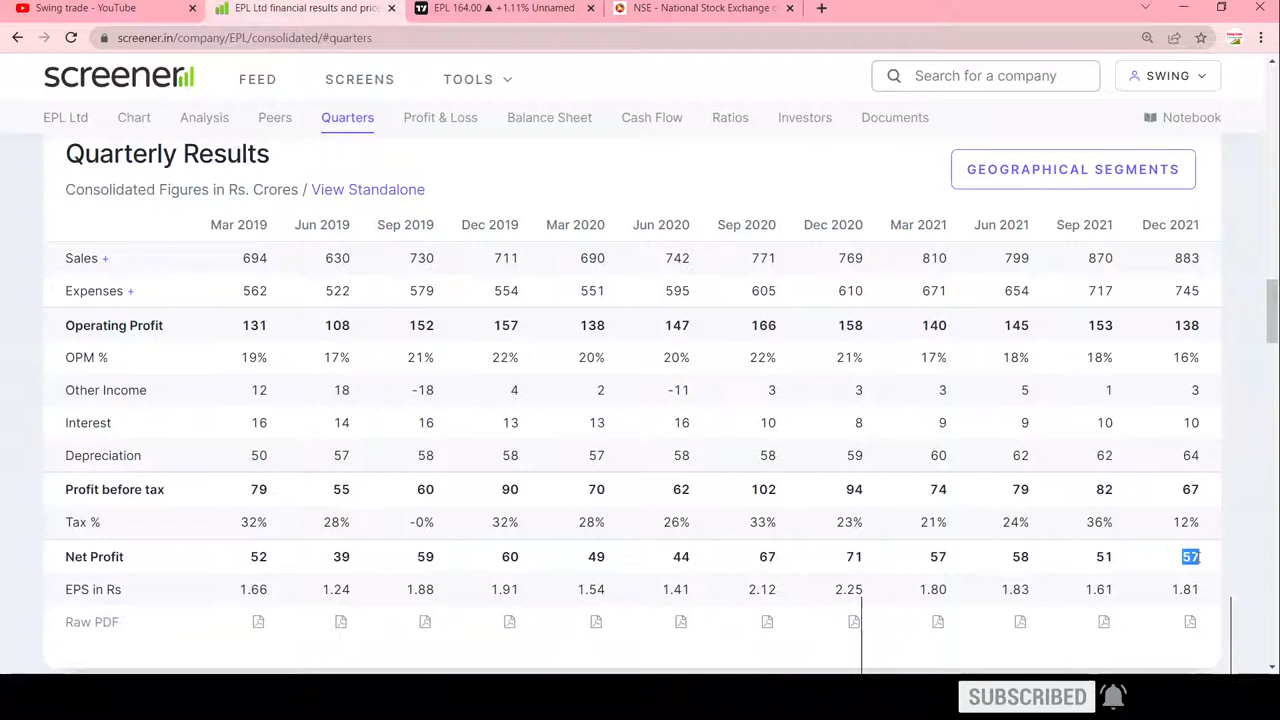 Swing trade - YouTube
EPL Ltd financial results and price
EPL 164.00 ▲ +1.11% Unnamed
NSE - National Stock Exchange o
screener.in/company/EPL/consolidated/#quarters
screener
FEED
SCREENS
TOOLS
Search for a company
SWING
EPL Ltd
Chart
Analysis
Peers
Quarters
Profit & Loss
Balance Sheet
Cash Flow
Ratios
Investors
Documents
Notebook
Quarterly Results
GEOGRAPHICAL SEGMENTS
Consolidated Figures in Rs. Crores / View Standalone
Mar 2019 Jun 2019 Sep 2019 Dec 2019 Mar 2020 Jun 2020 Sep 2020 Dec 2020 Mar 2021 Jun 2021 Sep 2021 Dec 2021
Sales + 694 630 730 711 690 742 771 769 810 799 870 883
Expenses + 562 522 579 554 551 595 605 610 671 654 717 745
Operating Profit 131 108 152 157 138 147 166 158 140 145 153 138
OPM % 19% 17% 21% 22% 20% 20% 22% 21% 17% 18% 18% 16%
Other Income 12 18 -18 4 2 -11 3 3 3 5 1 3
Interest 16 14 16 13 13 16 10 8 9 9 10 10
Depreciation 50 57 58 58 57 58 58 59 60 62 62 64
Profit before tax 79 55 60 90 70 62 102 94 74 79 82 67
Tax % 32% 28% -0% 32% 28% 26% 33% 23% 21% 24% 36% 12%
Net Profit 52 39 59 60 49 44 67 71 57 58 51 57
EPS in Rs 1.66 1.24 1.88 1.91 1.54 1.41 2.12 2.25 1.80 1.83 1.61 1.81
Raw PDF
SUBSCRIBED